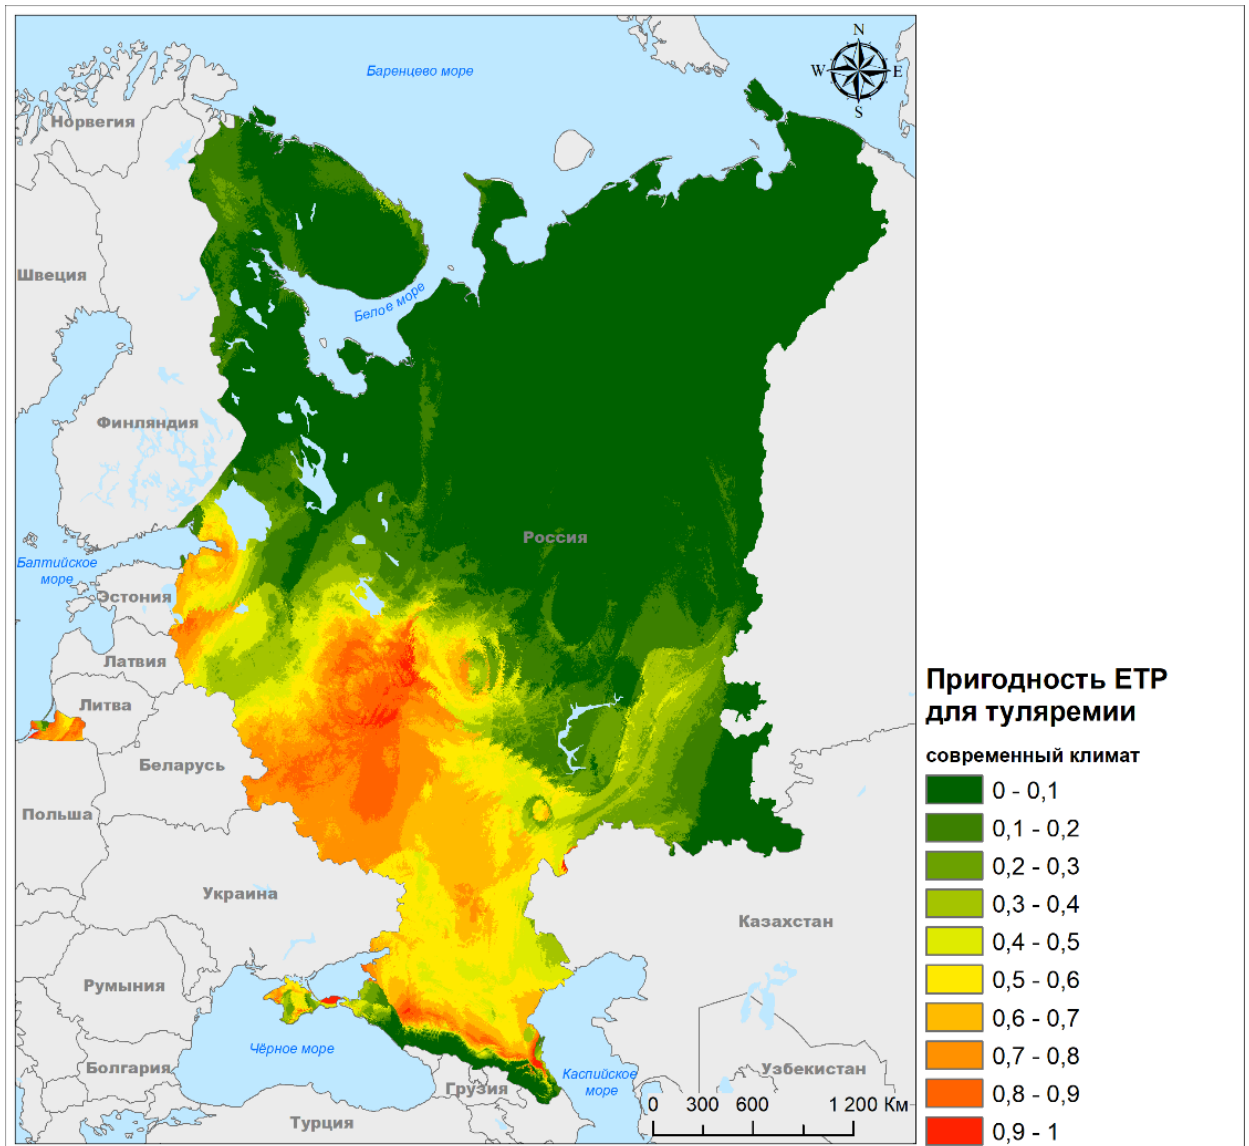 N
W
E
S
Баренцево море
Норвегия
Швеция
Белое море
Финляндия
Россия
Балтийское
море
Эстония
Латвия
Литва
Беларусь
Польша
Украина
Казахстан
Румыния
Чёрное море
Болгария
Грузия
Каспийское
море
Узбекистан
Турция
0 300 600 1 200 Км
Пригодность ЕТР
для туляремии
современный климат
0 - 0,1
0,1 - 0,2
0,2 - 0,3
0,3 - 0,4
0,4 - 0,5
0,5 - 0,6
0,6 - 0,7
0,7 - 0,8
0,8 - 0,9
0,9 - 1